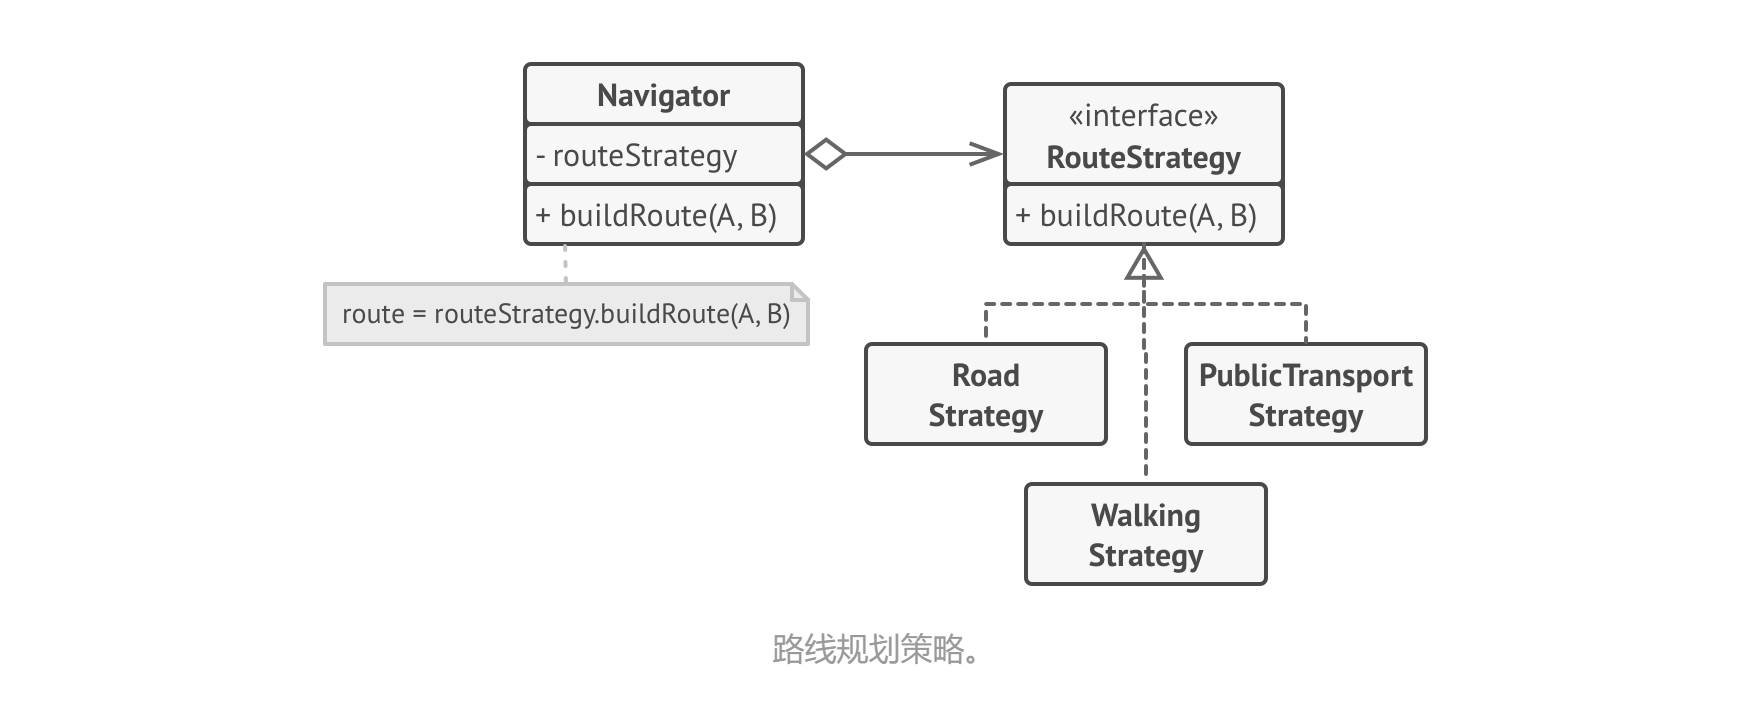 Navigator
- routeStrategy
+ buildRoute(A, B)
route = routeStrategy.buildRoute(A, B)
«interface»
RouteStrategy
+ buildRoute(A, B)
Road
Strategy
PublicTransport
Strategy
Walking
Strategy
路线规划策略。